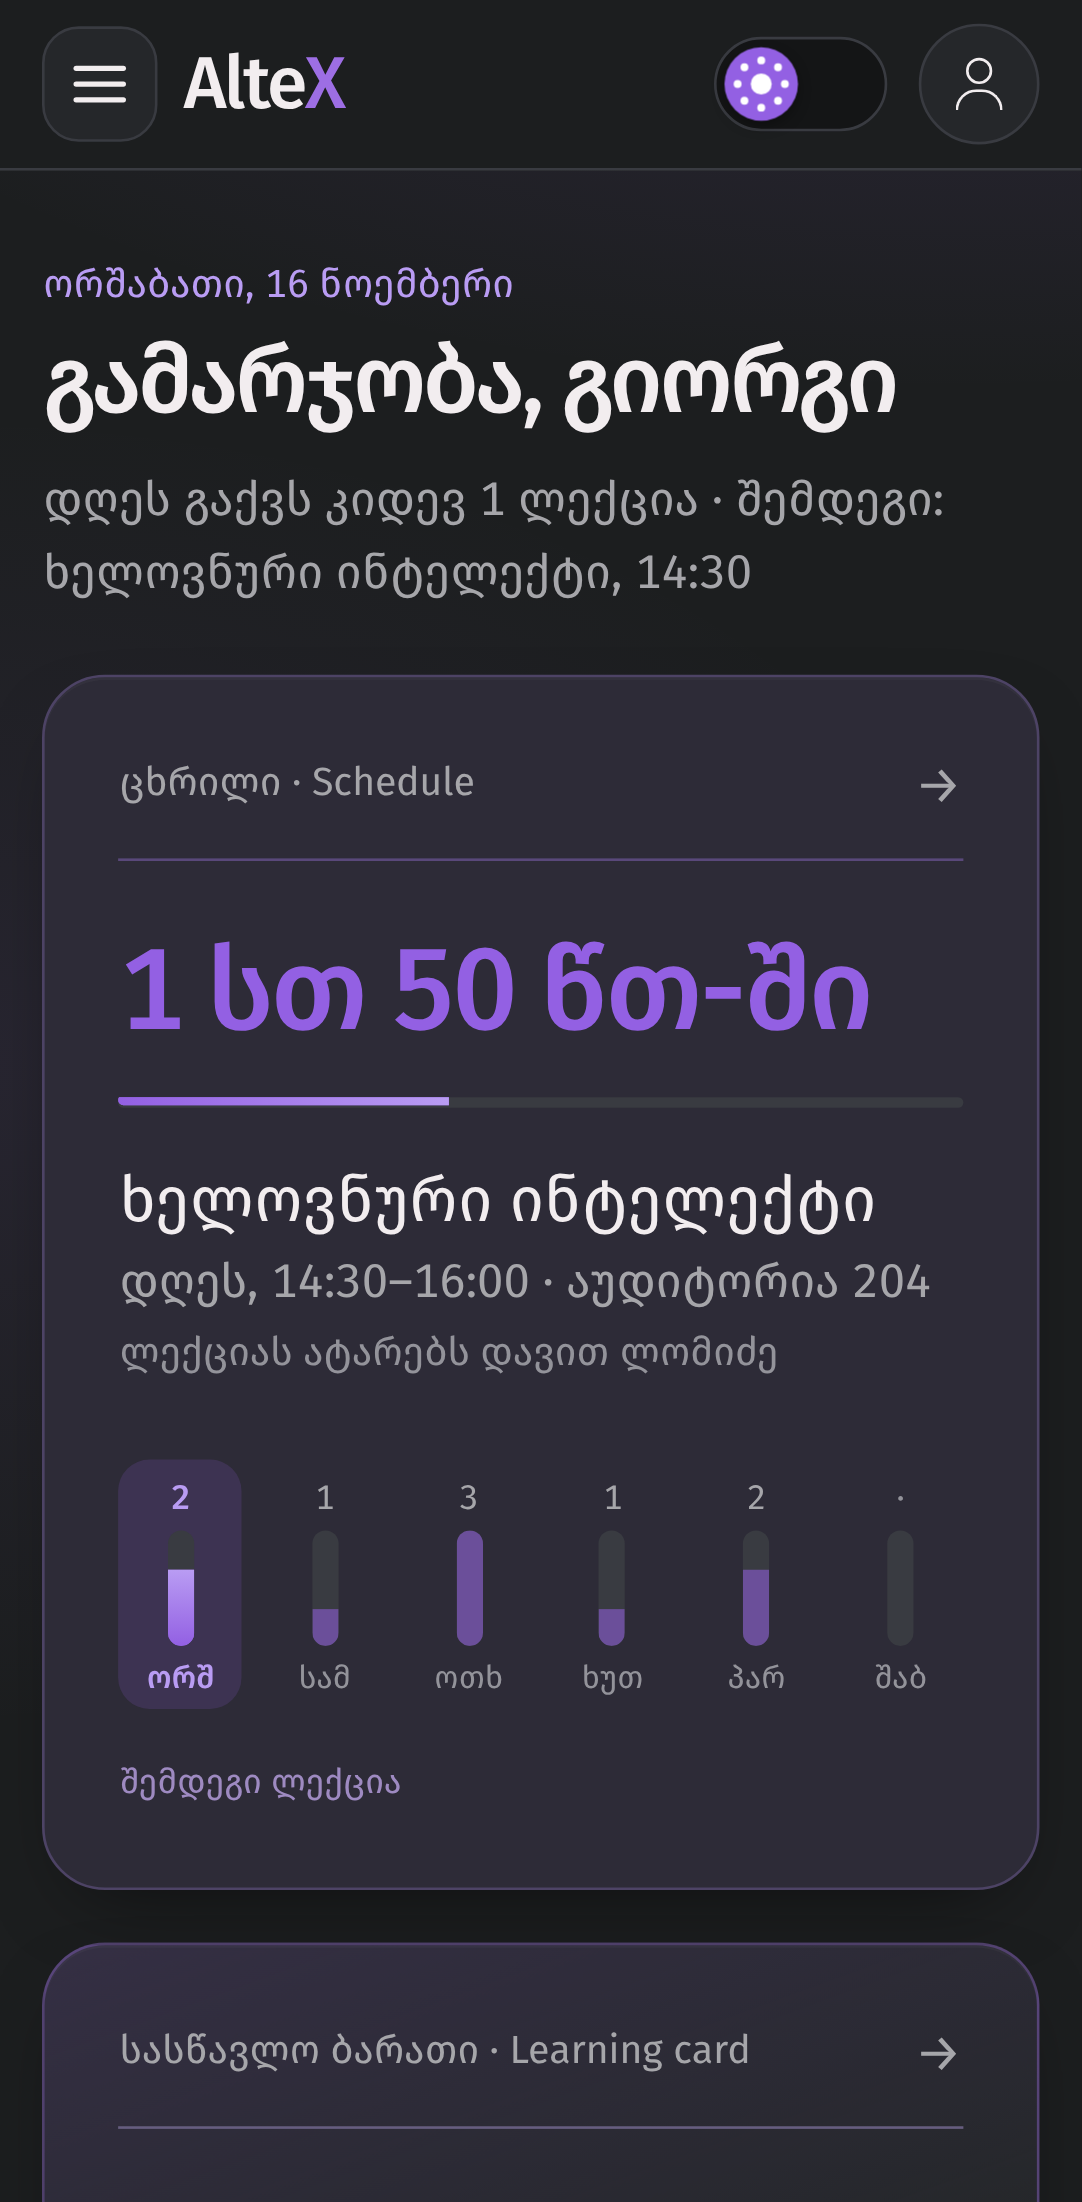 AlteX
ორშაბათი, 16 ნოემბერი
გამარჯობა, გიორგი
დღეს გაქვს კიდევ 1 ლექცია · შემდეგი:
ხელოვნური ინტელექტი, 14:30
ცხრილი · Schedule
1 სთ 50 წთ-ში
ხელოვნური ინტელექტი
დღეს, 14:30–16:00 · აუდიტორია 204
ლექციას ატარებს დავით ლომიძე
2 1 3 1 2 ·
ორშ სამ ოთხ ხუთ პარ შაბ
შემდეგი ლექცია
სასწავლო ბარათი · Learning card